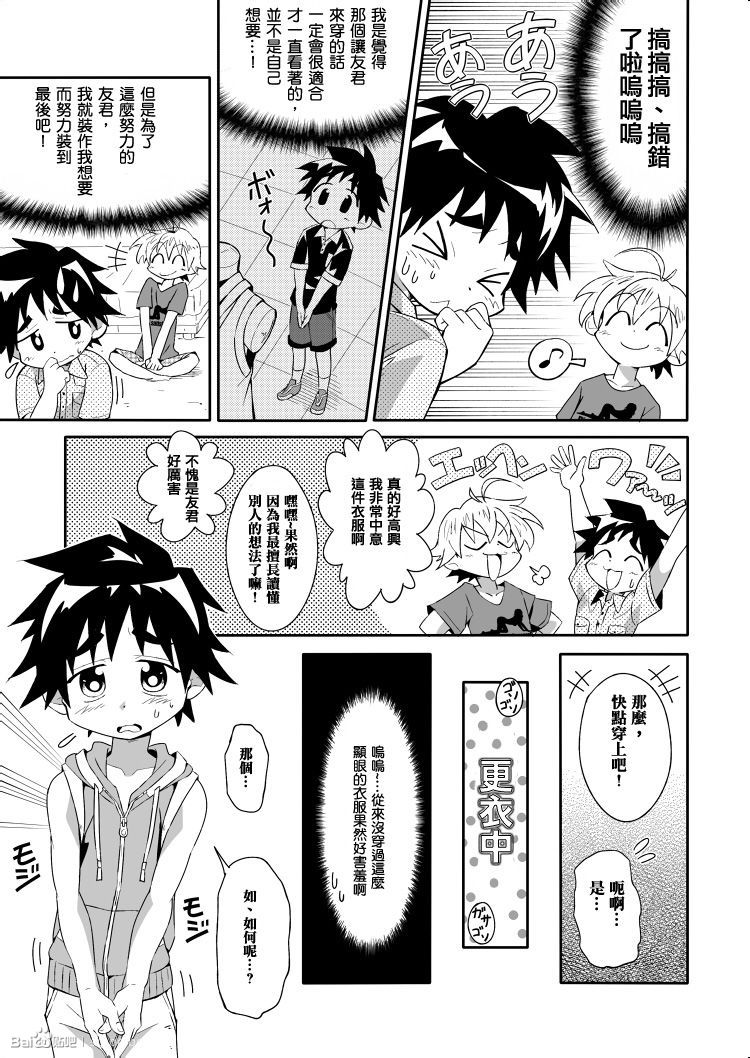 搞搞搞、搞錯
了啦嗚嗚嗚
あう
あう
我是覺得
那個讓友君
來穿的話
一定會很適合
才一直看著的，
並不是自己
想要…！
ボォ〜
但是為了
這麼努力的
友君，
我就裝作我想要
而努力裝到
最後吧！
ワァーッ
エッヘン
真的好高興
我非常中意
這件衣服啊
嘿嘿~果然啊
因為我最擅長讀懂
別人的想法了嘛！
不愧是友君
好厲害
那麼，
快點穿上吧！
呃啊…
是…
ゴソ
ゴソ
更衣中
ガサ
ゴソ
嗚嗚~…從來沒穿過這麼
顯眼的衣服果然好害羞啊
那個…
如、如何呢…？
モジ
モジ
Bai 贴吧